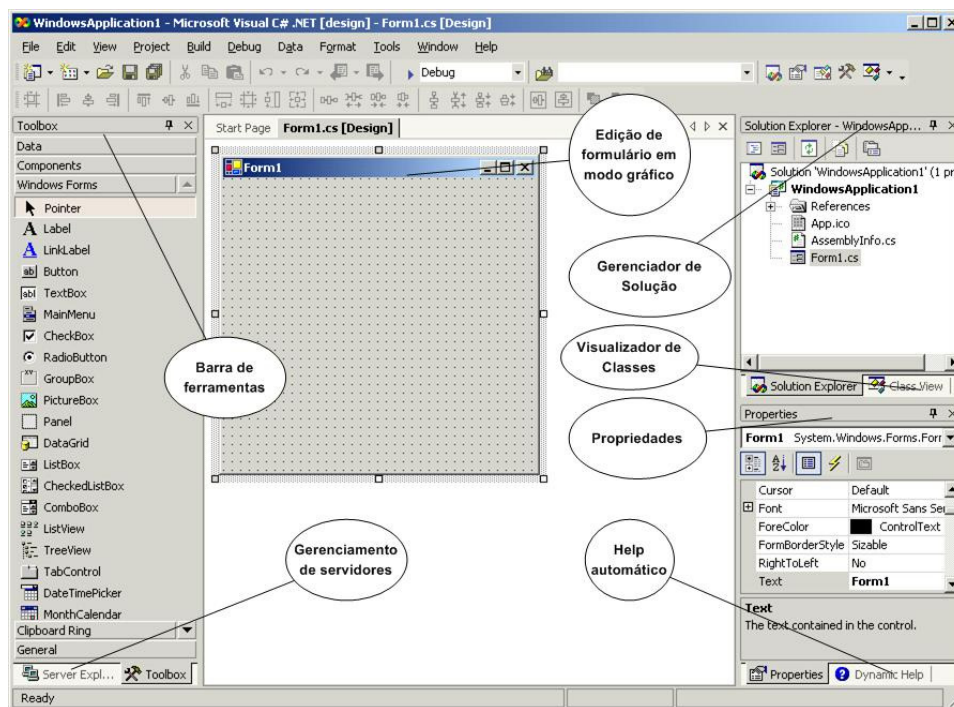 WindowsApplication1 - Microsoft Visual C# .NET [design] - Form1.cs [Design]
File Edit View Project Build Debug Data Format Tools Window Help
Debug
Toolbox
Data
Components
Windows Forms
Pointer
A Label
A LinkLabel
ab Button
abl TextBox
MainMenu
CheckBox
RadioButton
XY GroupBox
PictureBox
Panel
DataGrid
ListBox
CheckedListBox
ComboBox
ListView
TreeView
TabControl
DateTimePicker
MonthCalendar
Clipboard Ring
General
Server Expl... Toolbox
Ready
Start Page Form1.cs [Design]
Form1
Edição de
formulário em
modo gráfico
Gerenciador de
Solução
Visualizador de
Classes
Barra de
ferramentas
Propriedades
Gerenciamento
de servidores
Help
automático
Solution Explorer - WindowsApp...
Solution 'WindowsApplication1' (1 pr
WindowsApplication1
References
App.ico
AssemblyInfo.cs
Form1.cs
Solution Explorer Class View
Properties
Form1 System.Windows.Forms.Forr
Cursor Default
Font Microsoft Sans Ser
ForeColor ControlText
FormBorderStyle Sizable
RightToLeft No
Text Form1
Text
The text contained in the control.
Properties Dynamic Help